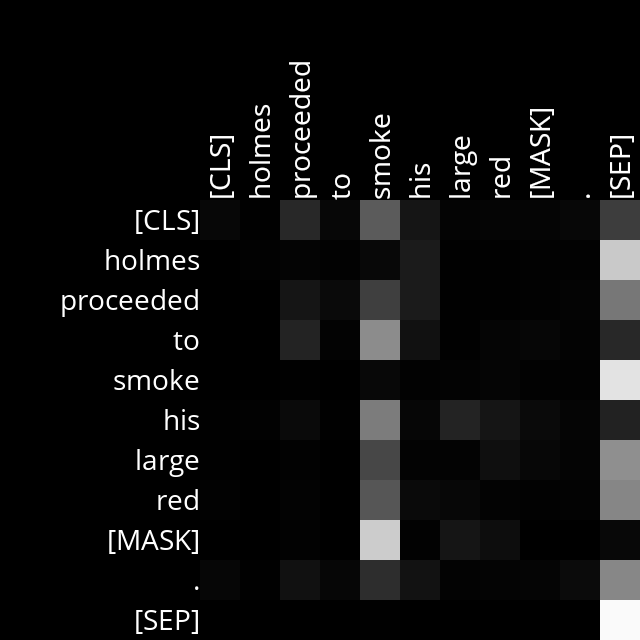 [CLS] holmes proceeded to smoke his large red [MASK] . [SEP]
[CLS]
holmes
proceeded
to
smoke
his
large
red
[MASK]
.
[SEP]